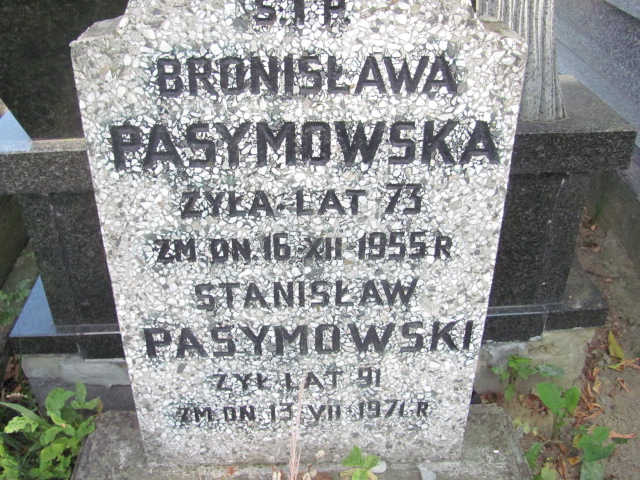 Ś.†P.
BRONISŁAWA
PASYMOWSKA
ŻYŁA LAT 73
ZM DN. 16 XII 1955 R
STANISŁAW
PASYMOWSKI
ŻYŁ LAT 91
ZM DN 13 VII 1971 R